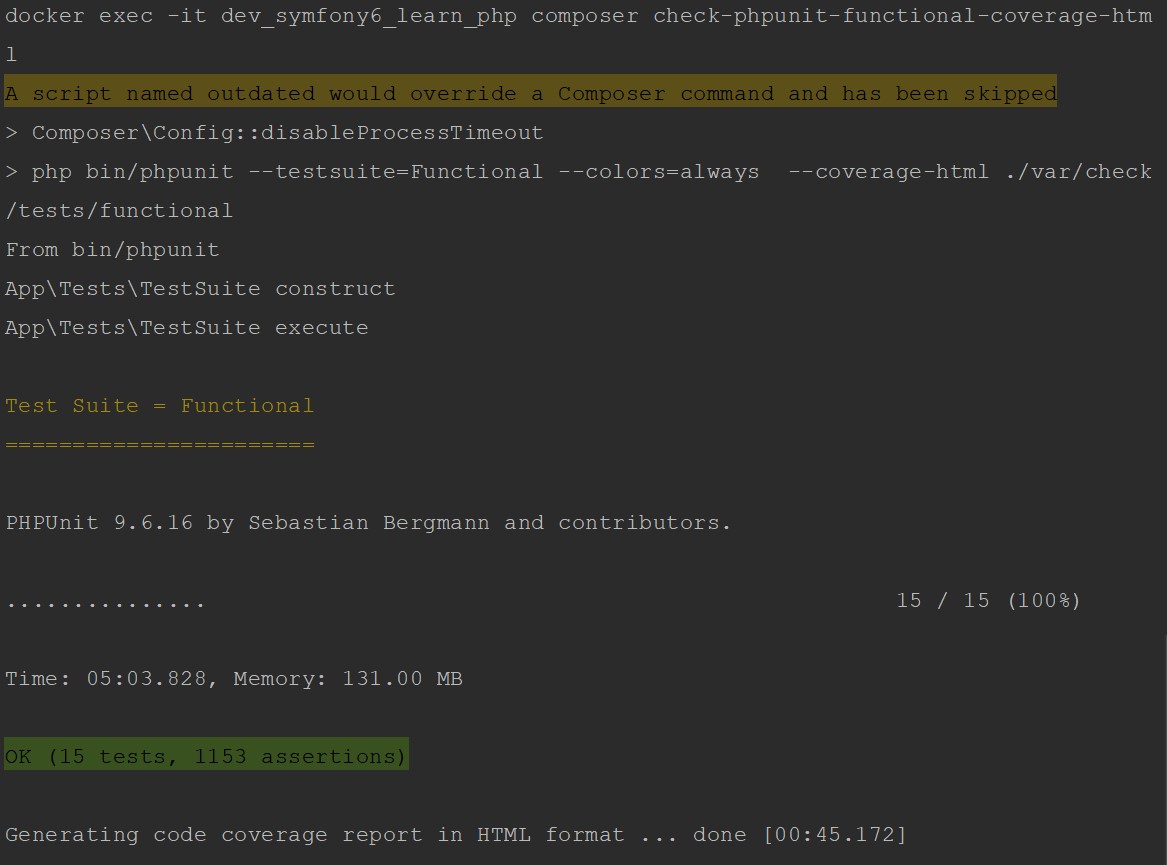 docker exec -it dev_symfony6_learn_php composer check-phpunit-functional-coverage-htm
l
A script named outdated would override a Composer command and has been skipped
> Composer\Config::disableProcessTimeout
> php bin/phpunit --testsuite=Functional --colors=always  --coverage-html ./var/check
/tests/functional
From bin/phpunit
App\Tests\TestSuite construct
App\Tests\TestSuite execute
Test Suite = Functional
=======================
PHPUnit 9.6.16 by Sebastian Bergmann and contributors.
...............                                                   15 / 15 (100%)
Time: 05:03.828, Memory: 131.00 MB
OK (15 tests, 1153 assertions)
Generating code coverage report in HTML format ... done [00:45.172]